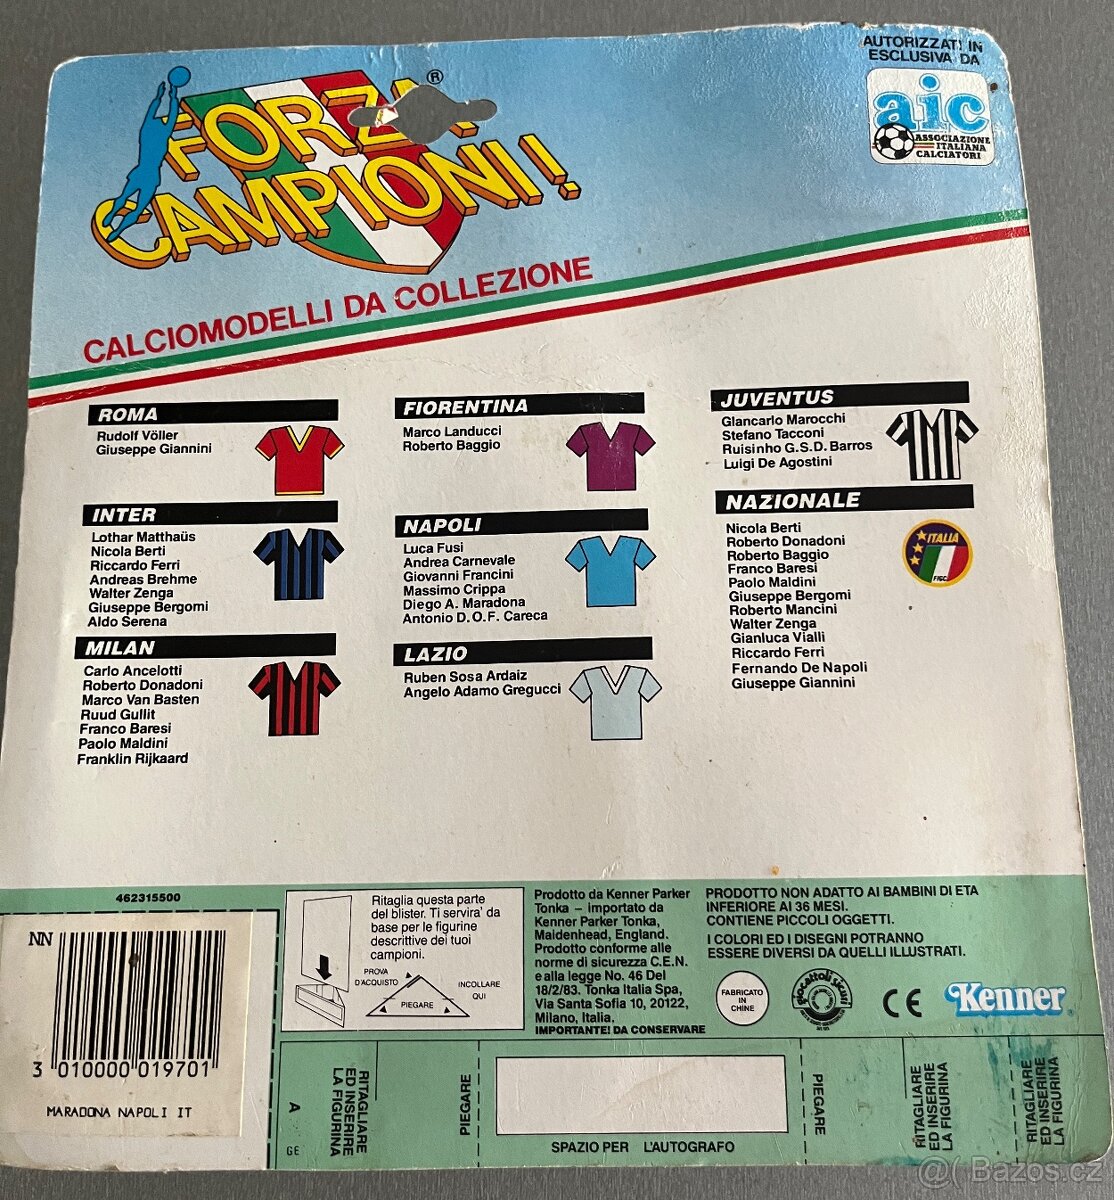 AUTORIZZATI IN
ESCLUSIVA DA
aic
ASSOCIAZIONE
ITALIANA
CALCIATORI
FORZA ®
CAMPIONI!
CALCIOMODELLI DA COLLEZIONE
ROMA
Rudolf Völler
Giuseppe Giannini
INTER
Lothar Matthaüs
Nicola Berti
Riccardo Ferri
Andreas Brehme
Walter Zenga
Giuseppe Bergomi
Aldo Serena
MILAN
Carlo Ancelotti
Roberto Donadoni
Marco Van Basten
Ruud Gullit
Franco Baresi
Paolo Maldini
Franklin Rijkaard
FIORENTINA
Marco Landucci
Roberto Baggio
NAPOLI
Luca Fusi
Andrea Carnevale
Giovanni Francini
Massimo Crippa
Diego A. Maradona
Antonio D.O.F. Careca
LAZIO
Ruben Sosa Ardaiz
Angelo Adamo Gregucci
JUVENTUS
Giancarlo Marocchi
Stefano Tacconi
Ruisinho G.S.D. Barros
Luigi De Agostini
NAZIONALE
Nicola Berti
Roberto Donadoni
Roberto Baggio
Franco Baresi
Paolo Maldini
Giuseppe Bergomi
Roberto Mancini
Walter Zenga
Gianluca Vialli
Riccardo Ferri
Fernando De Napoli
Giuseppe Giannini
ITALIA
FIGC
462315500
NN
3 010000 019701
MARADONA NAPOLI IT
Ritaglia questa parte
del blister. Ti servira' da
base per le figurine
descrittive dei tuoi
campioni.
PROVA
D'ACQUISTO
INCOLLARE
QUI
PIEGARE
Prodotto da Kenner Parker
Tonka – importato da
Kenner Parker Tonka,
Maidenhead, England.
Prodotto conforme alle
norme di sicurezza C.E.N.
e alla legge No. 46 Del
18/2/83. Tonka Italia Spa,
Via Santa Sofia 10, 20122,
Milano, Italia.
IMPORTANTE! DA CONSERVARE
PRODOTTO NON ADATTO AI BAMBINI DI ETA
INFERIORE AI 36 MESI.
CONTIENE PICCOLI OGGETTI.
I COLORI ED I DISEGNI POTRANNO
ESSERE DIVERSI DA QUELLI ILLUSTRATI.
FABRICATO
IN
CHINE
giocattoli sicuri
CE
Kenner
A
GE
RITAGLIARE
ED INSERIRE
LA FIGURINA
PIEGARE
SPAZIO PER L'AUTOGRAFO
PIEGARE
RITAGLIARE
ED INSERIRE
LA FIGURINA
RITAGLIARE
ED INSERIRE
LA FIGURINA
@( Bazos.cz